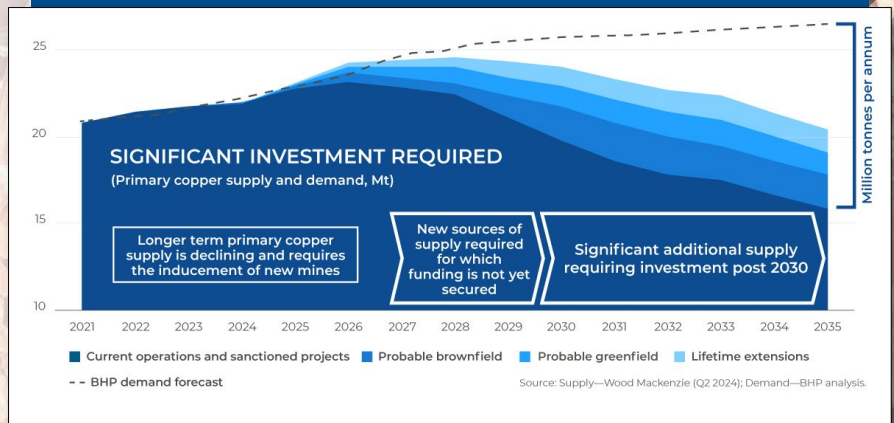 25
20
15
10
SIGNIFICANT INVESTMENT REQUIRED
(Primary copper supply and demand, Mt)
Longer term primary copper
supply is declining and requires
the inducement of new mines
New sources of
supply required
for which
funding is not yet
secured
Significant additional supply
requiring investment post 2030
Million tonnes per annum
2021 2022 2023 2024 2025 2026 2027 2028 2029 2030 2031 2032 2033 2034 2035
Current operations and sanctioned projects Probable brownfield Probable greenfield Lifetime extensions
BHP demand forecast
Source: Supply—Wood Mackenzie (Q2 2024); Demand—BHP analysis.